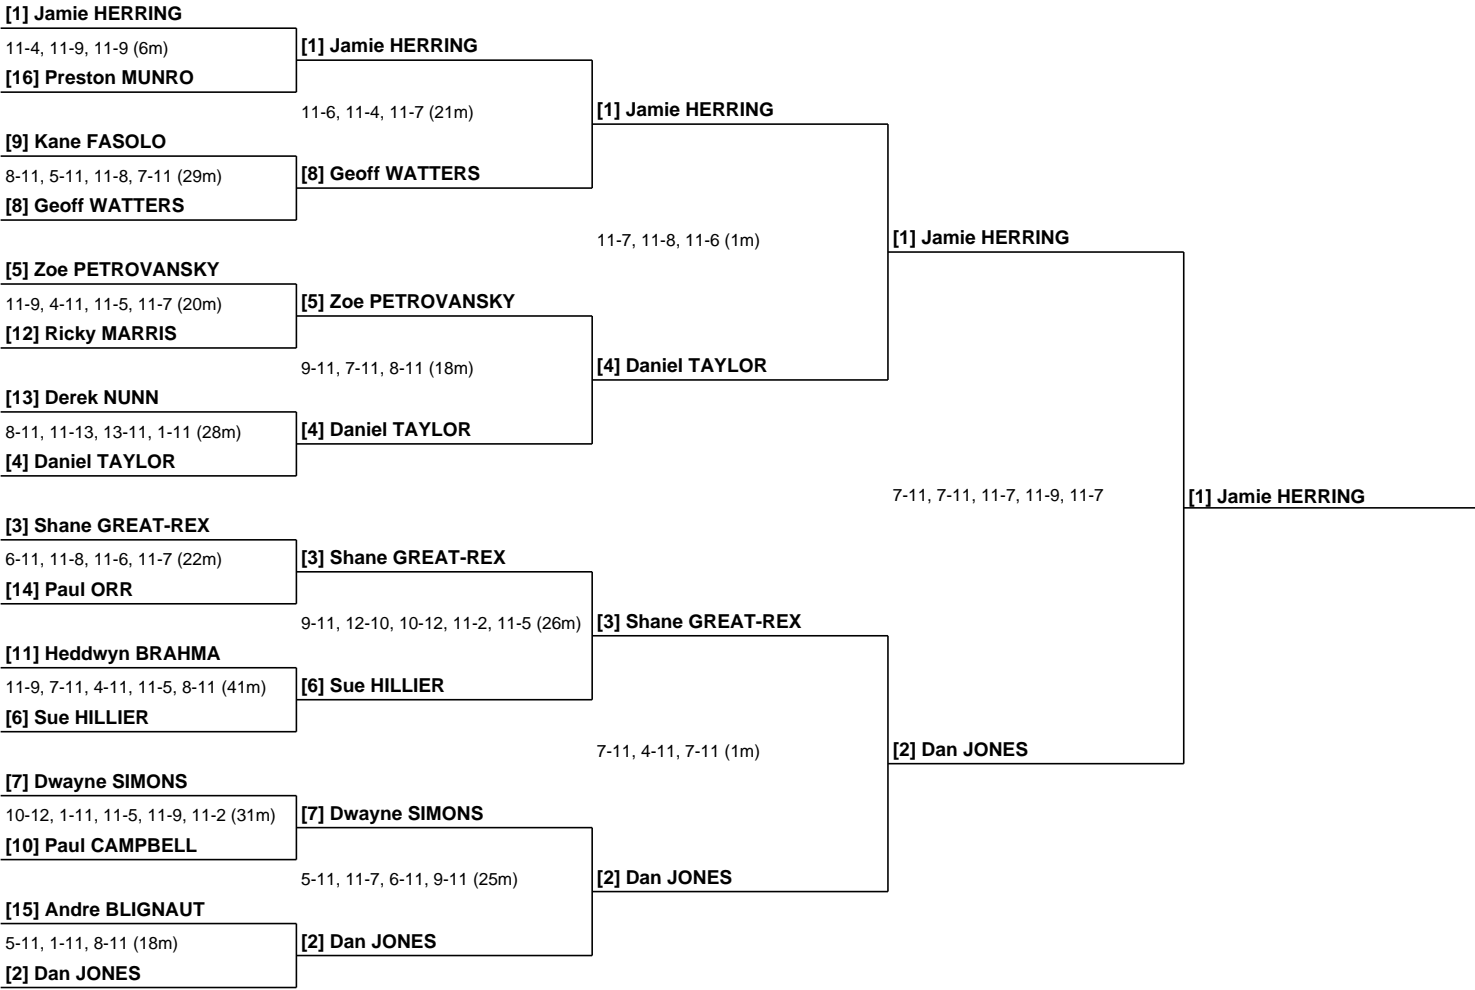 [1] Jamie HERRING
11-4, 11-9, 11-9 (6m)
[16] Preston MUNRO
[9] Kane FASOLO
8-11, 5-11, 11-8, 7-11 (29m)
[8] Geoff WATTERS
[5] Zoe PETROVANSKY
11-9, 4-11, 11-5, 11-7 (20m)
[12] Ricky MARRIS
[13] Derek NUNN
8-11, 11-13, 13-11, 1-11 (28m)
[4] Daniel TAYLOR
[3] Shane GREAT-REX
6-11, 11-8, 11-6, 11-7 (22m)
[14] Paul ORR
[11] Heddwyn BRAHMA
11-9, 7-11, 4-11, 11-5, 8-11 (41m)
[6] Sue HILLIER
[7] Dwayne SIMONS
10-12, 1-11, 11-5, 11-9, 11-2 (31m)
[10] Paul CAMPBELL
[15] Andre BLIGNAUT
5-11, 1-11, 8-11 (18m)
[2] Dan JONES
[1] Jamie HERRING
11-6, 11-4, 11-7 (21m)
[8] Geoff WATTERS
[5] Zoe PETROVANSKY
9-11, 7-11, 8-11 (18m)
[4] Daniel TAYLOR
[3] Shane GREAT-REX
9-11, 12-10, 10-12, 11-2, 11-5 (26m)
[6] Sue HILLIER
[7] Dwayne SIMONS
5-11, 11-7, 6-11, 9-11 (25m)
[2] Dan JONES
[1] Jamie HERRING
11-7, 11-8, 11-6 (1m)
[4] Daniel TAYLOR
[3] Shane GREAT-REX
7-11, 4-11, 7-11 (1m)
[2] Dan JONES
[1] Jamie HERRING
7-11, 7-11, 11-7, 11-9, 11-7
[2] Dan JONES
[1] Jamie HERRING